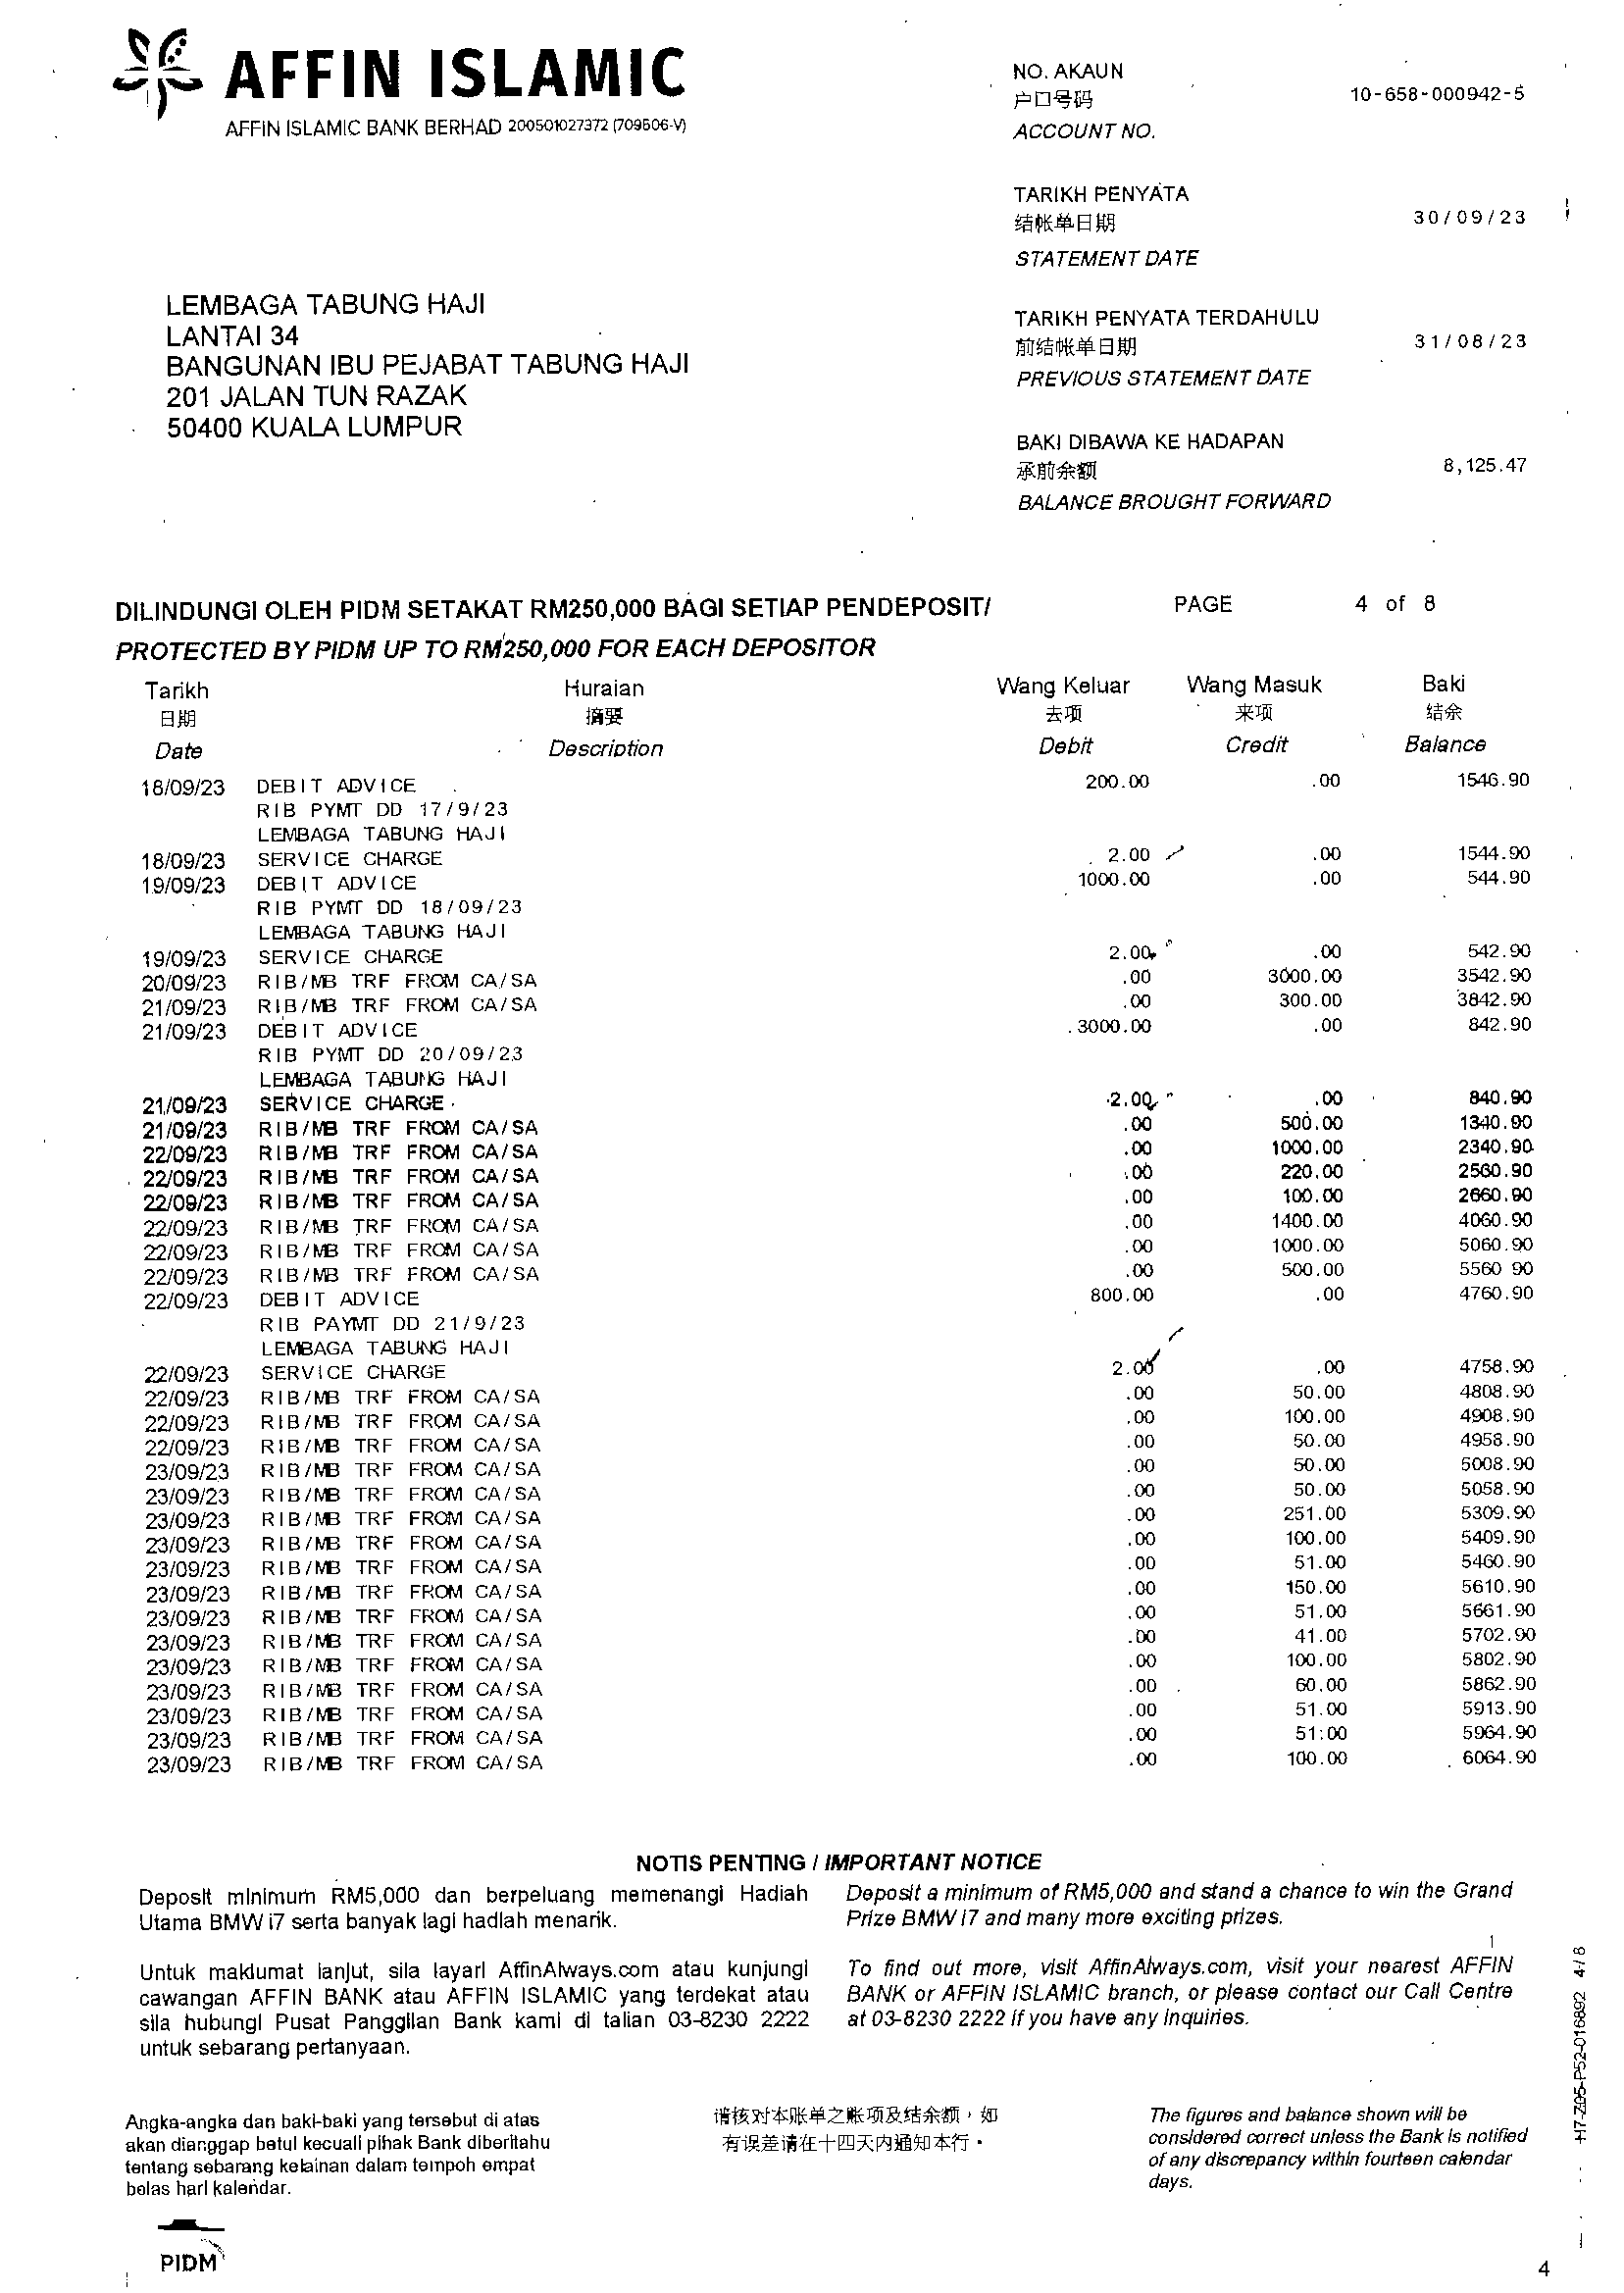 AFFIN ISLAMIC
AFFIN ISLAMIC BANK BERHAD 200501027372 (709506-V)
NO. AKAUN
户口号码 10-658-000942-5
ACCOUNT NO.
TARIKH PENYATA
结帐单日期 30/09/23
STATEMENT DATE
LEMBAGA TABUNG HAJI
LANTAI 34
BANGUNAN IBU PEJABAT TABUNG HAJI
201 JALAN TUN RAZAK
50400 KUALA LUMPUR
TARIKH PENYATA TERDAHULU
前结帐单日期 31/08/23
PREVIOUS STATEMENT DATE
BAKI DIBAWA KE HADAPAN
承前余额 8,125.47
BALANCE BROUGHT FORWARD
DILINDUNGI OLEH PIDM SETAKAT RM250,000 BAGI SETIAP PENDEPOSIT/ PAGE 4 of 8
PROTECTED BY PIDM UP TO RM250,000 FOR EACH DEPOSITOR
Tarikh Huraian Wang Keluar Wang Masuk Baki
日期 摘要 去项 来项 结余
Date Description Debit Credit Balance
18/09/23 DEBIT ADVICE 200.00 .00 1546.90
RIB PYMT DD 17/9/23
LEMBAGA TABUNG HAJI
18/09/23 SERVICE CHARGE 2.00 .00 1544.90
19/09/23 DEBIT ADVICE 1000.00 .00 544.90
RIB PYMT DD 18/09/23
LEMBAGA TABUNG HAJI
19/09/23 SERVICE CHARGE 2.00 .00 542.90
20/09/23 RIB/MB TRF FROM CA/SA .00 3000.00 3542.90
21/09/23 RIB/MB TRF FROM CA/SA .00 300.00 3842.90
21/09/23 DEBIT ADVICE 3000.00 .00 842.90
RIB PYMT DD 20/09/23
LEMBAGA TABUNG HAJI
21/09/23 SERVICE CHARGE 2.00 .00 840.90
21/09/23 RIB/MB TRF FROM CA/SA .00 500.00 1340.90
22/09/23 RIB/MB TRF FROM CA/SA .00 1000.00 2340.90
22/09/23 RIB/MB TRF FROM CA/SA .00 220.00 2560.90
22/09/23 RIB/MB TRF FROM CA/SA .00 100.00 2660.90
22/09/23 RIB/MB TRF FROM CA/SA .00 1400.00 4060.90
22/09/23 RIB/MB TRF FROM CA/SA .00 1000.00 5060.90
22/09/23 RIB/MB TRF FROM CA/SA .00 500.00 5560 90
22/09/23 DEBIT ADVICE 800.00 .00 4760.90
RIB PAYMT DD 21/9/23
LEMBAGA TABUNG HAJI
22/09/23 SERVICE CHARGE 2.00 .00 4758.90
22/09/23 RIB/MB TRF FROM CA/SA .00 50.00 4808.90
22/09/23 RIB/MB TRF FROM CA/SA .00 100.00 4908.90
22/09/23 RIB/MB TRF FROM CA/SA .00 50.00 4958.90
23/09/23 RIB/MB TRF FROM CA/SA .00 50.00 5008.90
23/09/23 RIB/MB TRF FROM CA/SA .00 50.00 5058.90
23/09/23 RIB/MB TRF FROM CA/SA .00 251.00 5309.90
23/09/23 RIB/MB TRF FROM CA/SA .00 100.00 5409.90
23/09/23 RIB/MB TRF FROM CA/SA .00 51.00 5460.90
23/09/23 RIB/MB TRF FROM CA/SA .00 150.00 5610.90
23/09/23 RIB/MB TRF FROM CA/SA .00 51.00 5661.90
23/09/23 RIB/MB TRF FROM CA/SA .00 41.00 5702.90
23/09/23 RIB/MB TRF FROM CA/SA .00 100.00 5802.90
23/09/23 RIB/MB TRF FROM CA/SA .00 60.00 5862.90
23/09/23 RIB/MB TRF FROM CA/SA .00 51.00 5913.90
23/09/23 RIB/MB TRF FROM CA/SA .00 51.00 5964.90
23/09/23 RIB/MB TRF FROM CA/SA .00 100.00 6064.90
NOTIS PENTING / IMPORTANT NOTICE
Deposit minimum RM5,000 dan berpeluang memenangi Hadiah
Utama BMW i7 serta banyak lagi hadiah menarik.
Deposit a minimum of RM5,000 and stand a chance to win the Grand
Prize BMW i7 and many more exciting prizes.
Untuk maklumat lanjut, sila layari AffinAlways.com atau kunjungi
cawangan AFFIN BANK atau AFFIN ISLAMIC yang terdekat atau
sila hubungi Pusat Panggilan Bank kami di talian 03-8230 2222
untuk sebarang pertanyaan.
To find out more, visit AffinAlways.com, visit your nearest AFFIN
BANK or AFFIN ISLAMIC branch, or please contact our Call Centre
at 03-8230 2222 if you have any inquiries.
Angka-angka dan baki-baki yang tersebut di atas
akan dianggap betul kecuali pihak Bank diberitahu
tentang sebarang kelainan dalam tempoh empat
belas hari kalendar.
请核对本账单之账项及结余额，如
有误差请在十四天内通知本行。
The figures and balance shown will be
considered correct unless the Bank is notified
of any discrepancy within fourteen calendar
days.
PIDM
H7-Z05-P52-016892 4/8
4